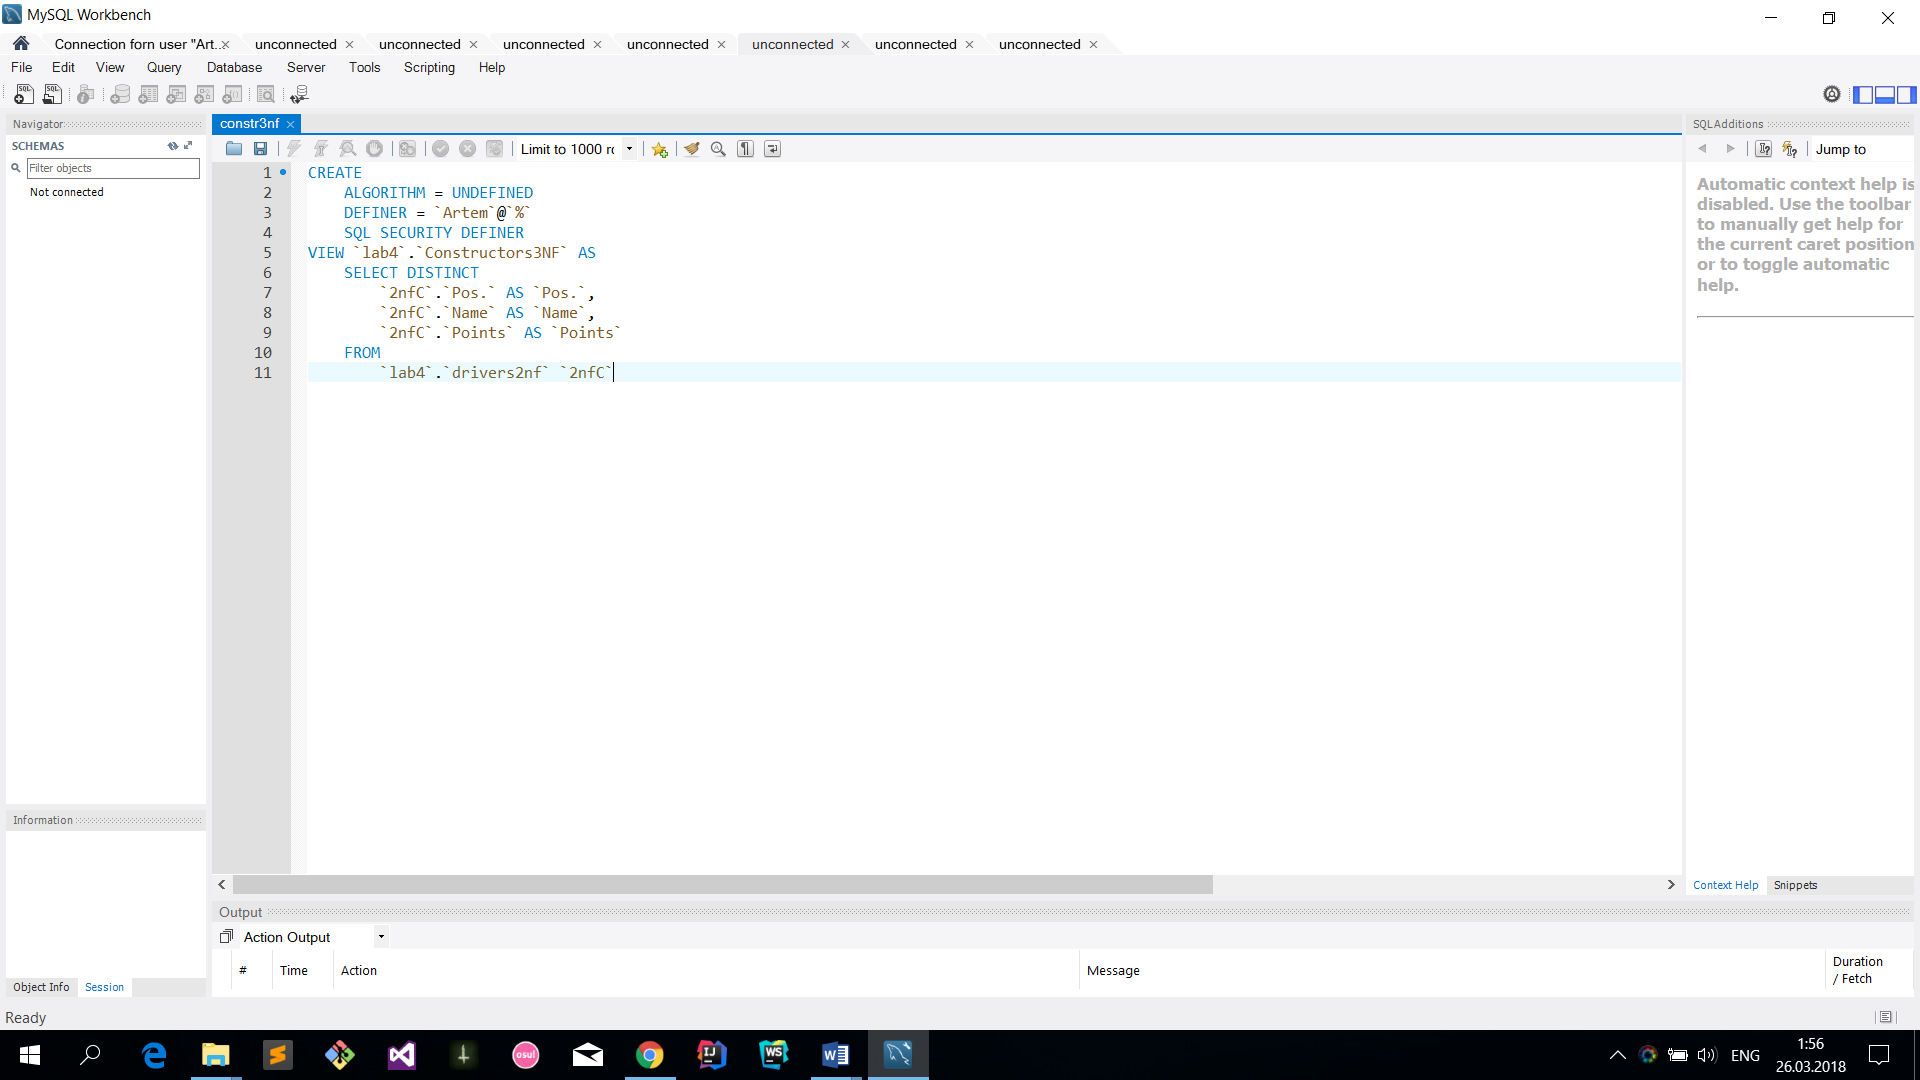 MySQL Workbench
Connection forn user "Art... unconnected unconnected unconnected unconnected unconnected unconnected unconnected
File Edit View Query Database Server Tools Scripting Help
Navigator
SCHEMAS
Filter objects
Not connected
Information
Object Info Session
constr3nf
Limit to 1000 rc
1 CREATE
2 ALGORITHM = UNDEFINED
3 DEFINER = `Artem`@`%`
4 SQL SECURITY DEFINER
5 VIEW `lab4`.`Constructors3NF` AS
6 SELECT DISTINCT
7 `2nfC`.`Pos.` AS `Pos.`,
8 `2nfC`.`Name` AS `Name`,
9 `2nfC`.`Points` AS `Points`
10 FROM
11 `lab4`.`drivers2nf` `2nfC`
SQLAdditions
Jump to
Automatic context help is
disabled. Use the toolbar
to manually get help for
the current caret position
or to toggle automatic
help.
Context Help Snippets
Output
Action Output
# Time Action Message Duration
/ Fetch
Ready
osu!
IJ
WS
ENG
1:56
26.03.2018